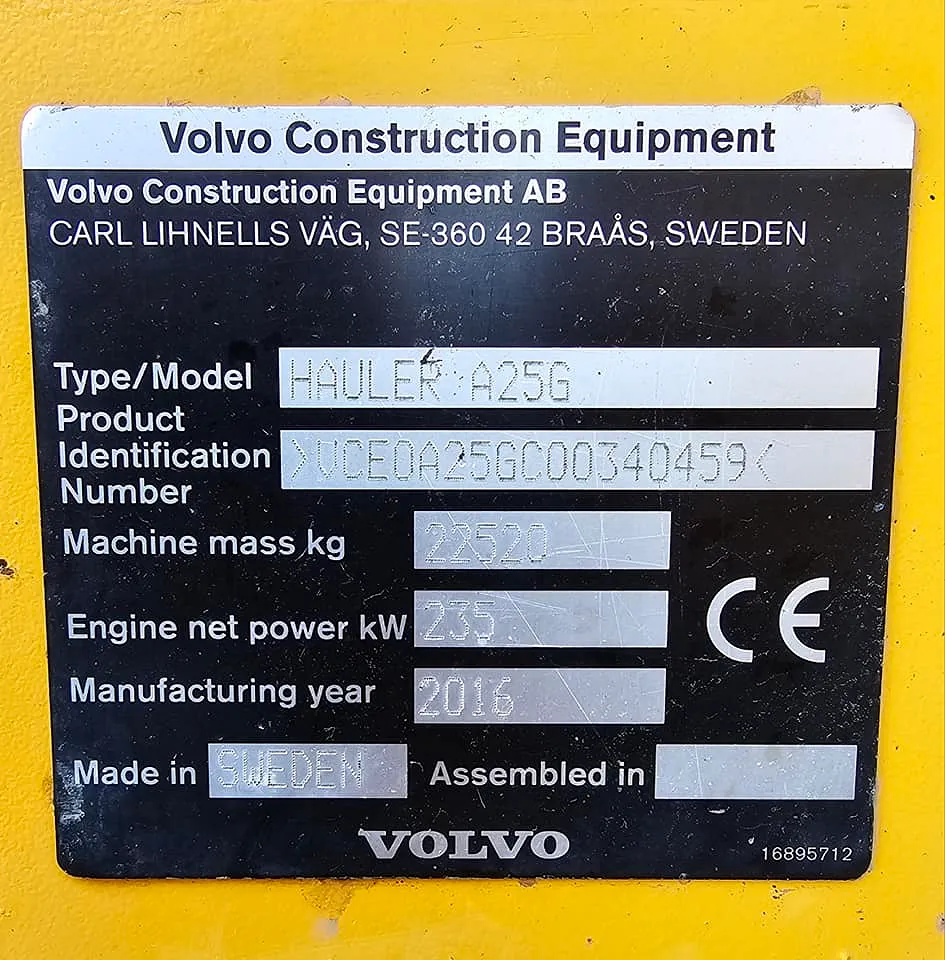 Volvo Construction Equipment
Volvo Construction Equipment AB
CARL LIHNELLS VÄG, SE-360 42 BRAÅS, SWEDEN
Type/Model HAULER A25G
Product
Identification >VCE0A25GC00340459<
Number
Machine mass kg 22520
Engine net power kW 235
CE
Manufacturing year 2016
Made in SWEDEN Assembled in
VOLVO
16895712